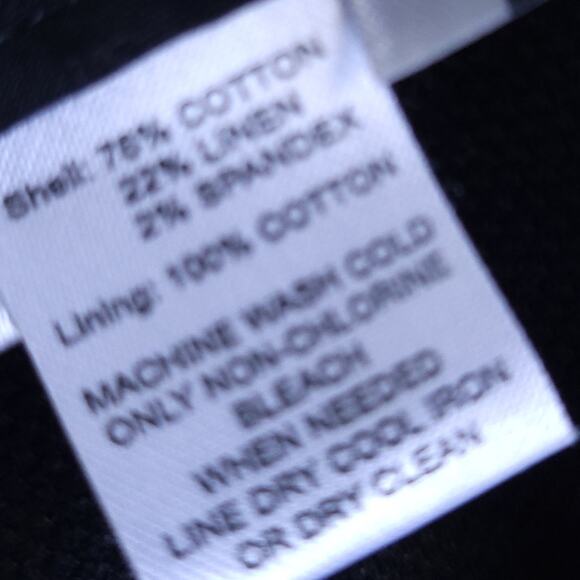 Shell: 76% COTTON
22% LINEN
2% SPANDEX
Lining: 100% COTTON
MACHINE WASH COLD
ONLY NON-CHLORINE
BLEACH
WHEN NEEDED
LINE DRY COOL IRON
OR DRY CLEAN